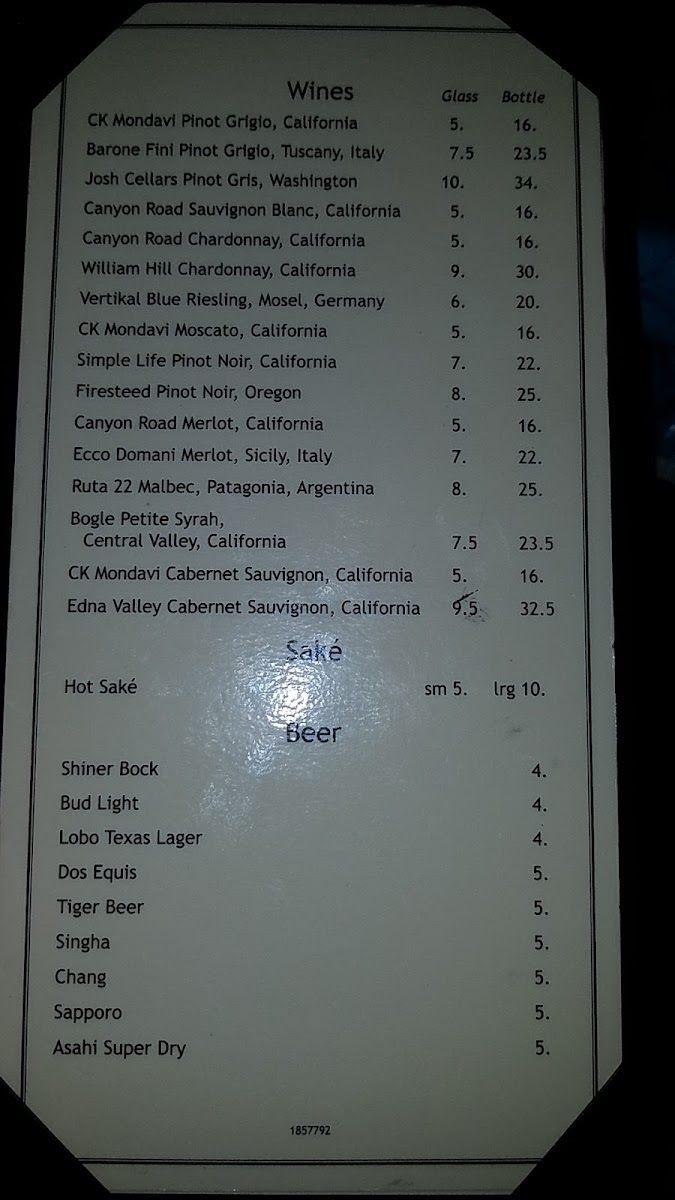 Wines Glass Bottle
CK Mondavi Pinot Grigio, California 5. 16.
Barone Fini Pinot Grigio, Tuscany, Italy 7.5 23.5
Josh Cellars Pinot Gris, Washington 10. 34.
Canyon Road Sauvignon Blanc, California 5. 16.
Canyon Road Chardonnay, California 5. 16.
William Hill Chardonnay, California 9. 30.
Vertikal Blue Riesling, Mosel, Germany 6. 20.
CK Mondavi Moscato, California 5. 16.
Simple Life Pinot Noir, California 7. 22.
Firesteed Pinot Noir, Oregon 8. 25.
Canyon Road Merlot, California 5. 16.
Ecco Domani Merlot, Sicily, Italy 7. 22.
Ruta 22 Malbec, Patagonia, Argentina 8. 25.
Bogle Petite Syrah,
Central Valley, California 7.5 23.5
CK Mondavi Cabernet Sauvignon, California 5. 16.
Edna Valley Cabernet Sauvignon, California 9.5 32.5
Saké
Hot Saké sm 5. lrg 10.
Beer
Shiner Bock 4.
Bud Light 4.
Lobo Texas Lager 4.
Dos Equis 5.
Tiger Beer 5.
Singha 5.
Chang 5.
Sapporo 5.
Asahi Super Dry 5.
1857792